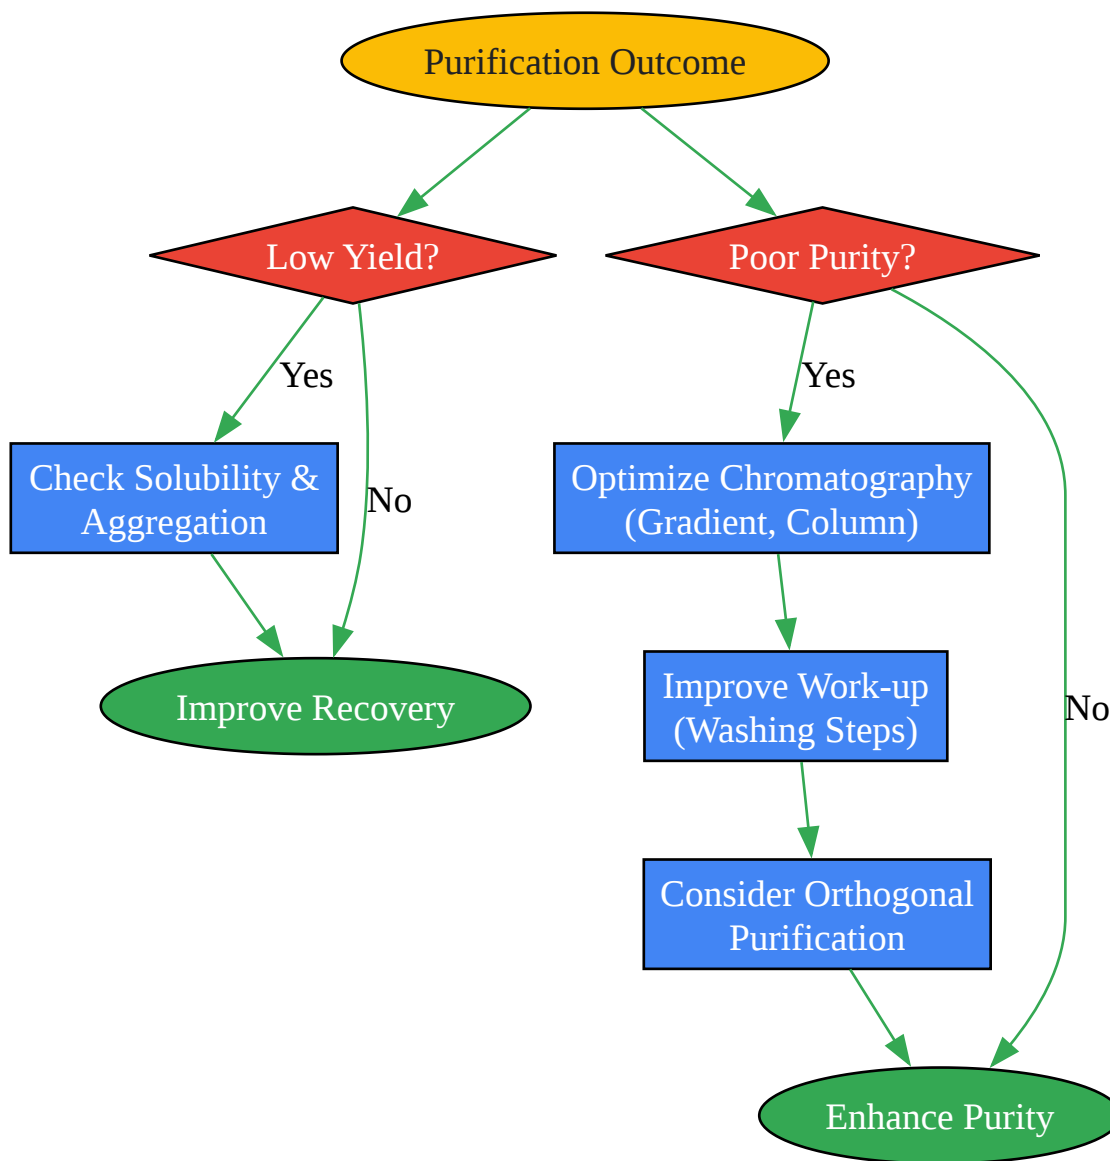 Purification Outcome
Low Yield?
Poor Purity?
Yes
Yes
Check Solubility &
Aggregation
No
Optimize Chromatography
(Gradient, Column)
Improve Recovery
Improve Work-up
(Washing Steps)
No
Consider Orthogonal
Purification
Enhance Purity